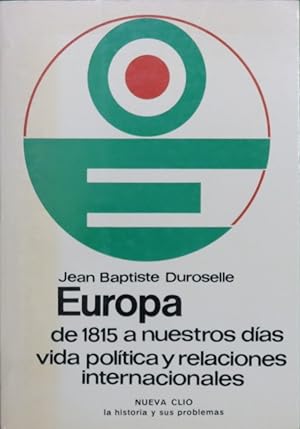 Jean Baptiste Duroselle
Europa
de 1815 a nuestros días
vida política y relaciones
internacionales
NUEVA CLIO
la historia y sus problemas